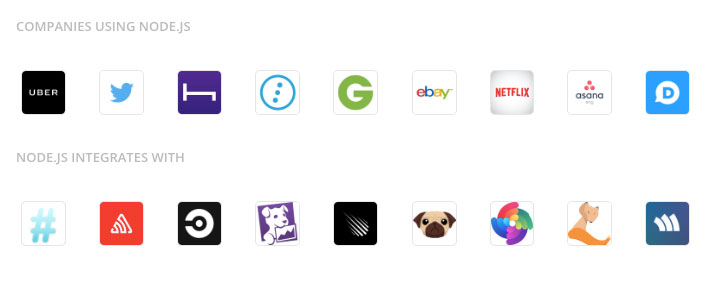 COMPANIES USING NODE.JS
UBER
ebay
NETFLIX
asana
NODE.JS INTEGRATES WITH